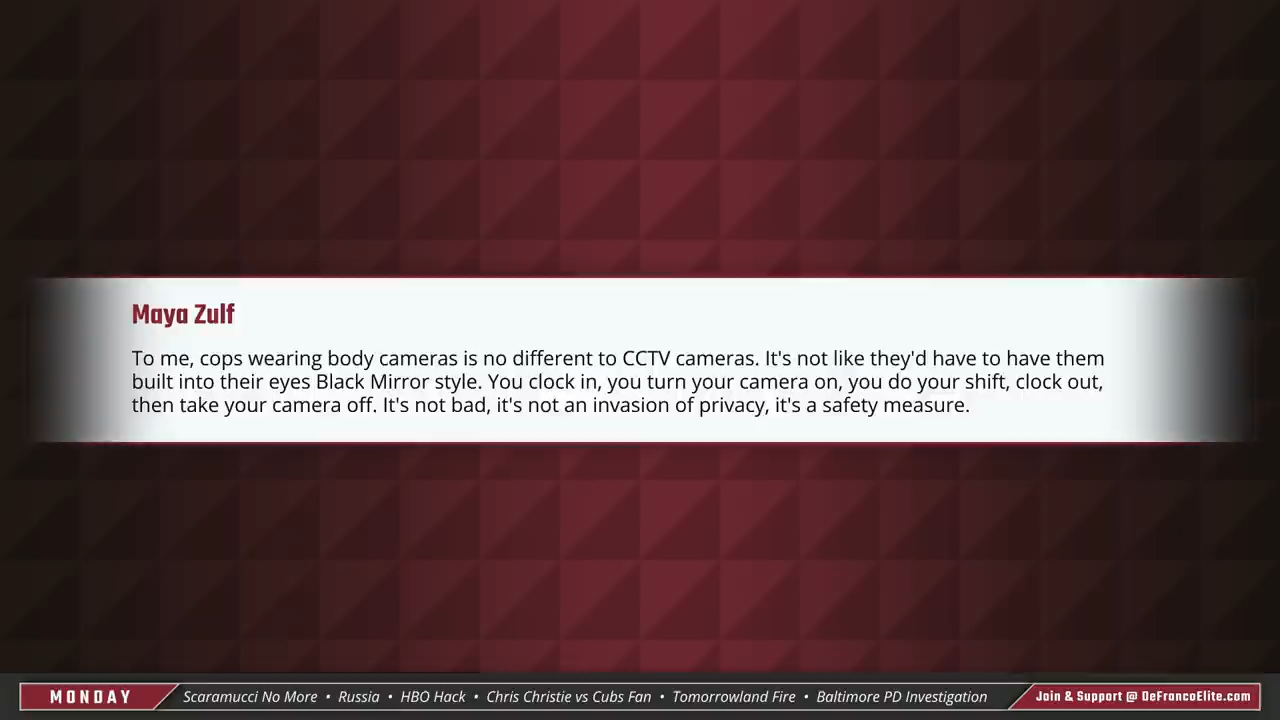 Maya Zulf
To me, cops wearing body cameras is no different to CCTV cameras. It's not like they'd have to have them
built into their eyes Black Mirror style. You clock in, you turn your camera on, you do your shift, clock out,
then take your camera off. It's not bad, it's not an invasion of privacy, it's a safety measure.
MONDAY Scaramucci No More • Russia • HBO Hack • Chris Christie vs Cubs Fan • Tomorrowland Fire • Baltimore PD Investigation Join & Support @ DeFrancoElite.com